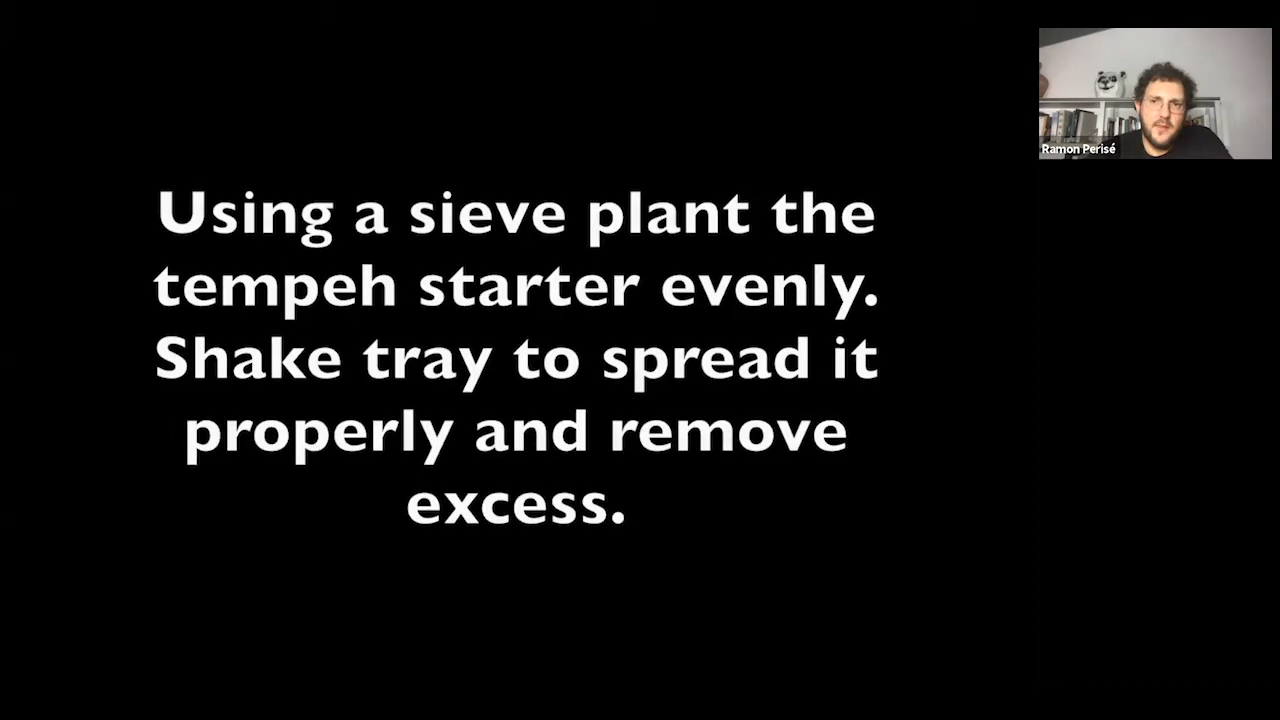 Using a sieve plant the
tempeh starter evenly.
Shake tray to spread it
properly and remove
excess.
Ramon Perisé